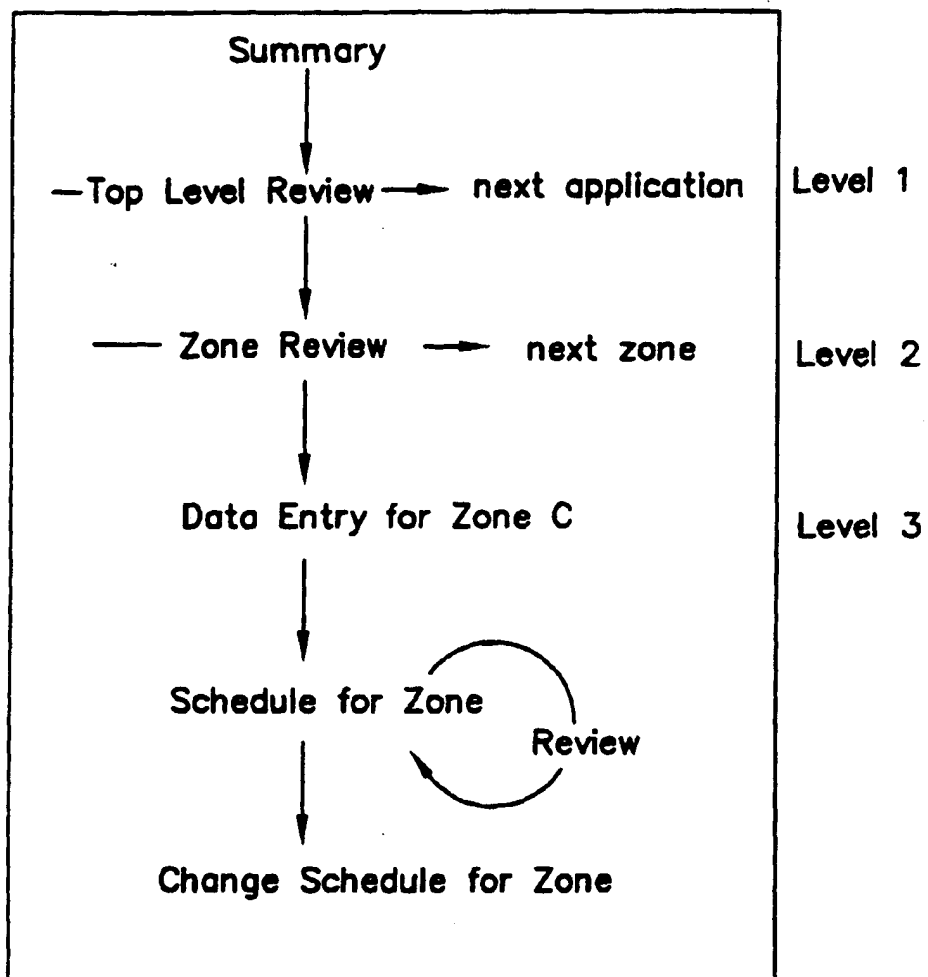 Summary
Top Level Review next application Level 1
Zone Review next zone Level 2
Data Entry for Zone C Level 3
Schedule for Zone
Review
Change Schedule for Zone